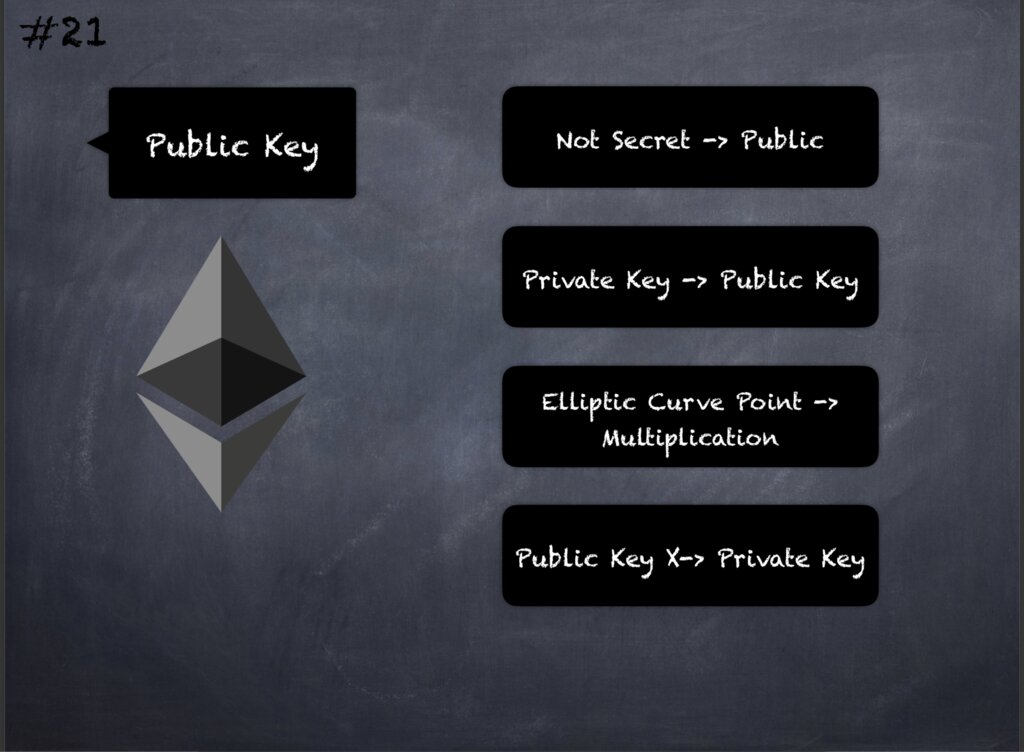 #21
Public Key
Not Secret -> Public
Private Key -> Public Key
Elliptic Curve Point ->
Multiplication
Public Key X-> Private Key